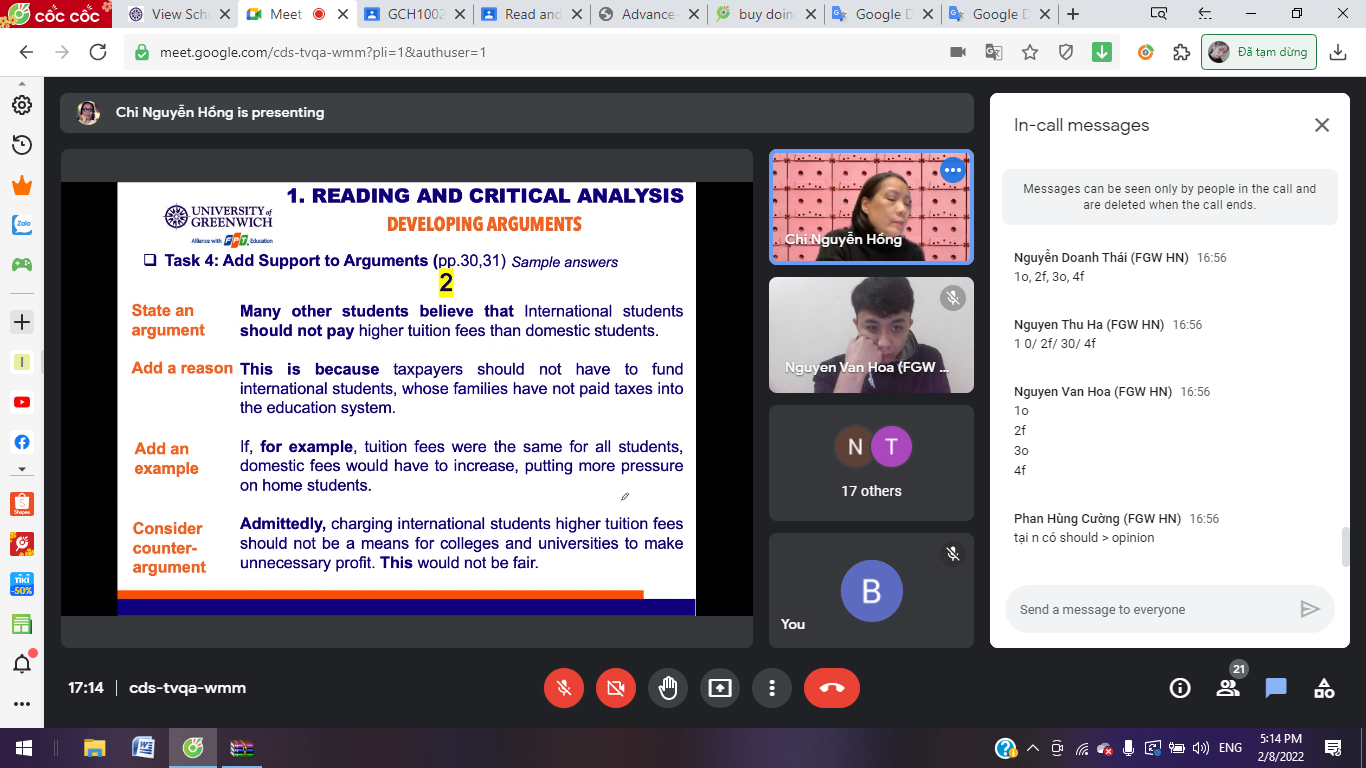 cốc cốc
View Sch
Meet
GCH1002
Read and
Advance-
buy doin
Google D
Google D
meet.google.com/cds-tvqa-wmm?pli=1&authuser=1
Đã tạm dừng
Chi Nguyễn Hồng is presenting
1. READING AND CRITICAL ANALYSIS
UNIVERSITY of
GREENWICH
Alliance with FPT Education
DEVELOPING ARGUMENTS
Task 4: Add Support to Arguments (pp.30,31) Sample answers
2
State an
argument
Many other students believe that International students
should not pay higher tuition fees than domestic students.
Add a reason
This is because taxpayers should not have to fund
international students, whose families have not paid taxes into
the education system.
Add an
example
If, for example, tuition fees were the same for all students,
domestic fees would have to increase, putting more pressure
on home students.
Consider
counter-
argument
Admittedly, charging international students higher tuition fees
should not be a means for colleges and universities to make
unnecessary profit. This would not be fair.
Chi Nguyễn Hồng
Nguyen Van Hoa (FGW ...
N T
17 others
B
You
In-call messages
Messages can be seen only by people in the call and
are deleted when the call ends.
Nguyễn Doanh Thái (FGW HN) 16:56
1o, 2f, 3o, 4f
Nguyen Thu Ha (FGW HN) 16:56
1 0/ 2f/ 30/ 4f
Nguyen Van Hoa (FGW HN) 16:56
1o
2f
3o
4f
Phan Hùng Cường (FGW HN) 16:56
tại n có should > opinion
Send a message to everyone
Zalo
I
Shopee
TIKI
-50%
17:14 | cds-tvqa-wmm
21
ENG
5:14 PM
2/8/2022